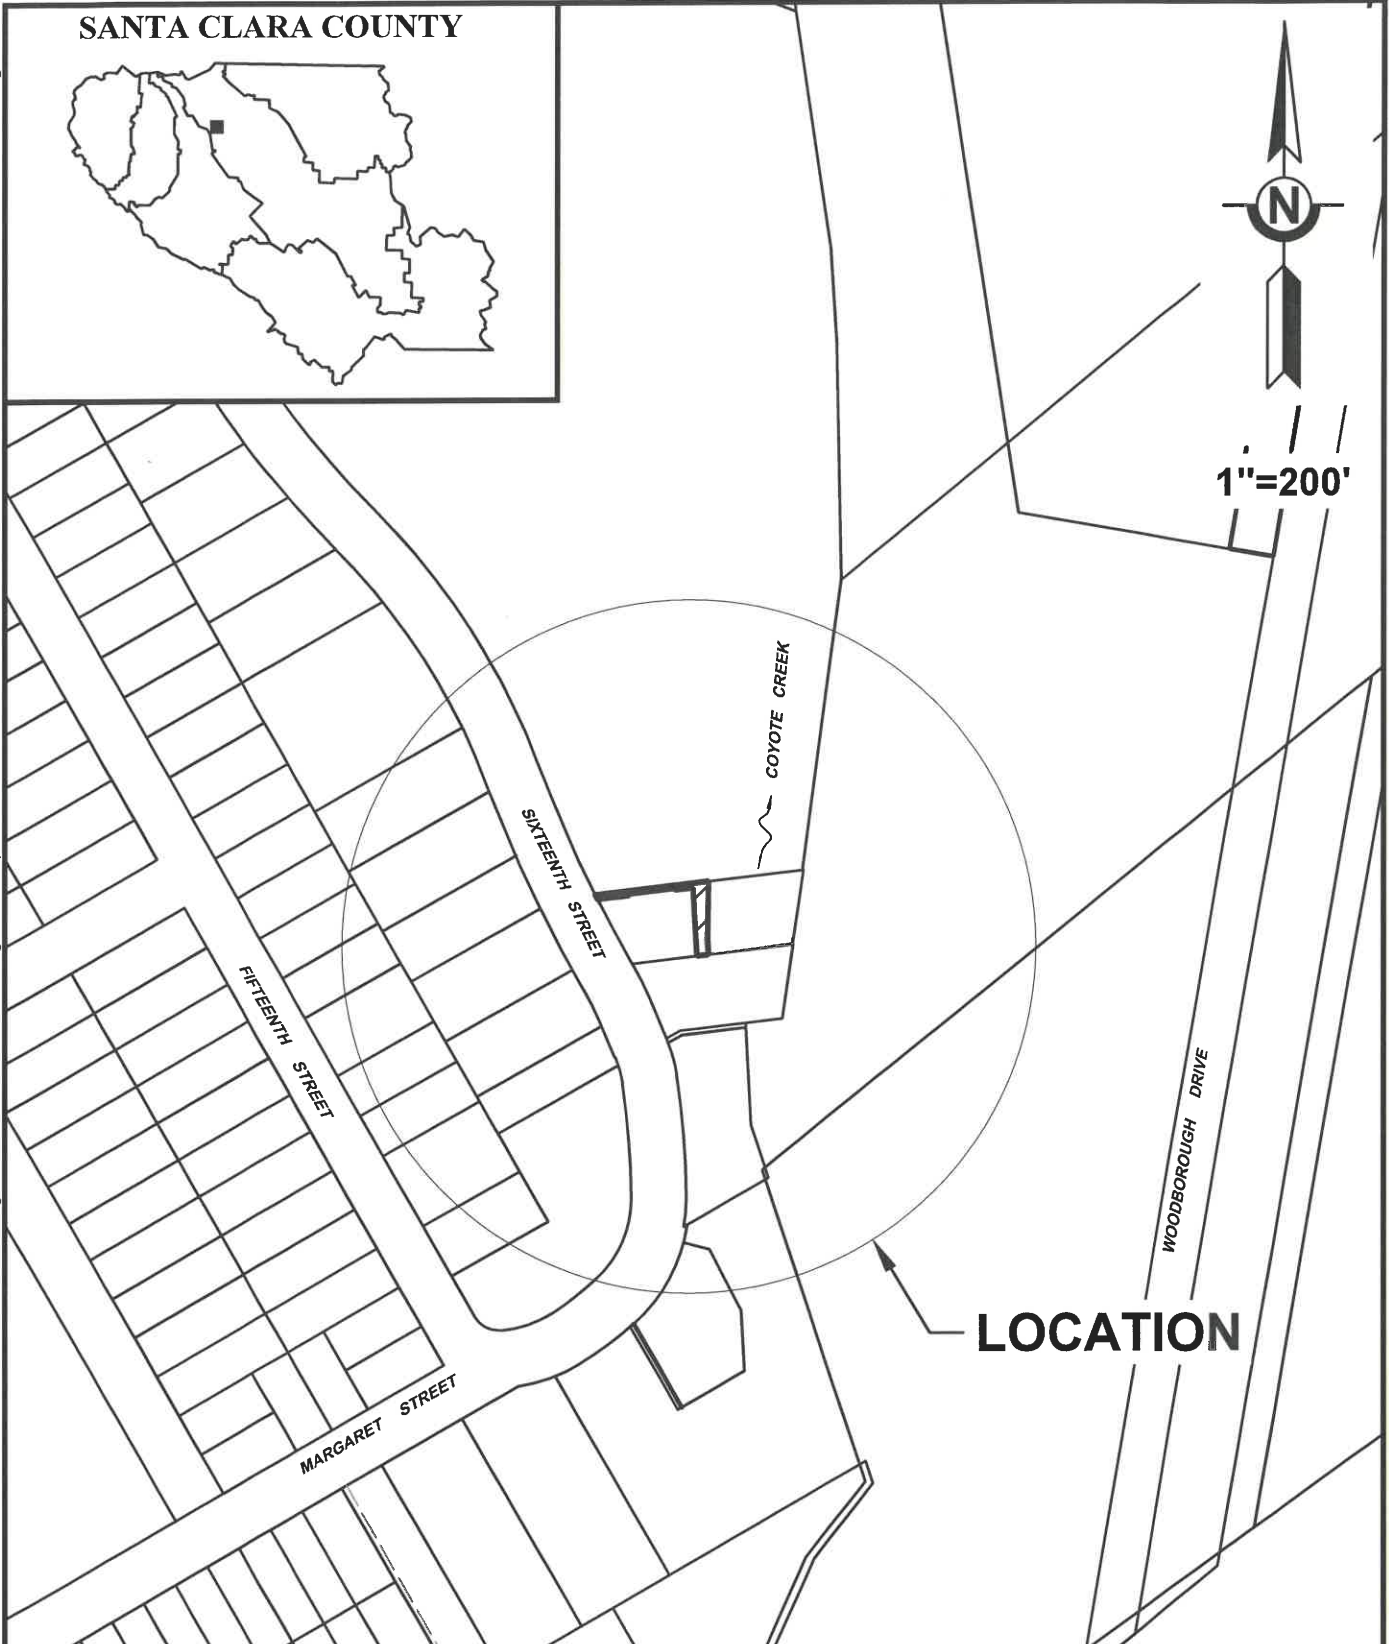 SANTA CLARA COUNTY
N
1"=200'
COYOTE CREEK
SIXTEENTH STREET
FIFTEENTH STREET
WOODBOROUGH DRIVE
LOCATION
MARGARET STREET